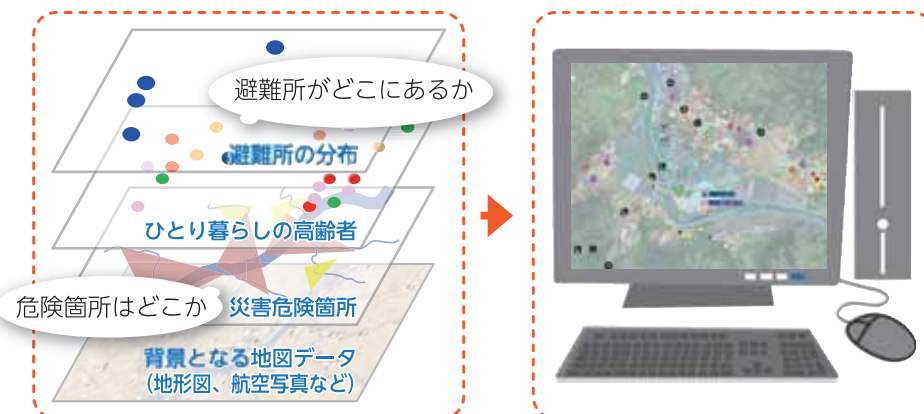 避難所がどこにあるか
避難所の分布
ひとり暮らしの高齢者
危険箇所はどこか
災害危険箇所
背景となる地図データ
(地形図、航空写真など)